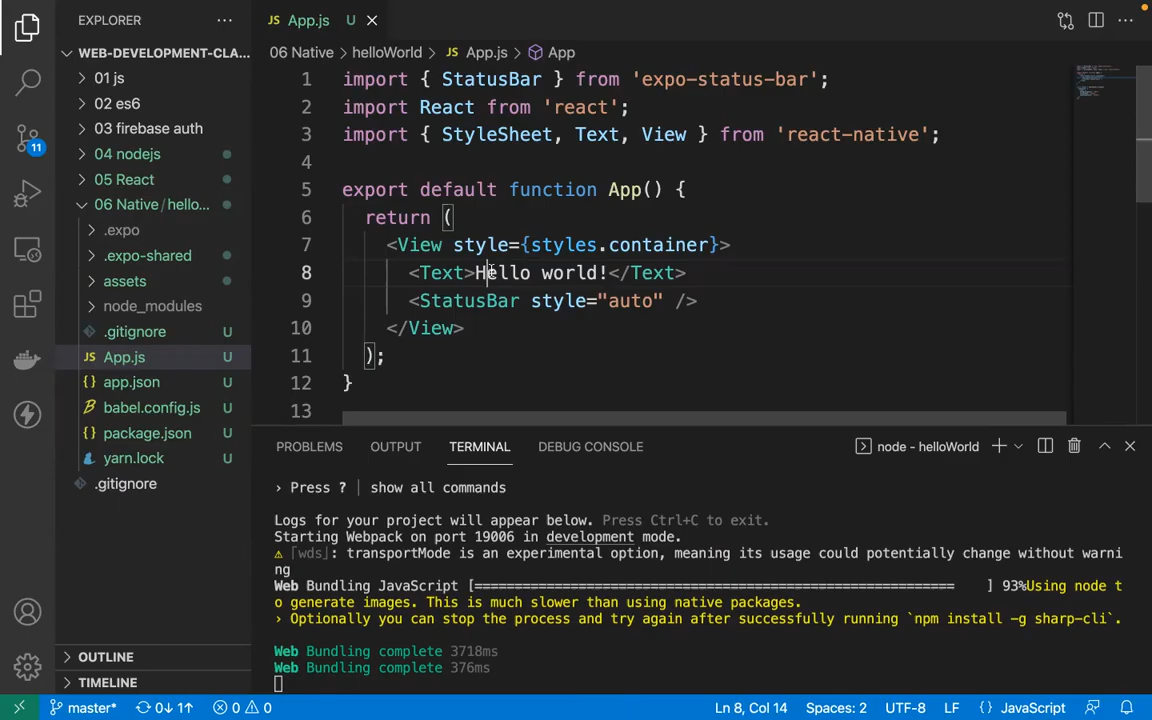 EXPLORER
WEB-DEVELOPMENT-CLA...
01 js
02 es6
03 firebase auth
04 nodejs
05 React
06 Native / hello...
.expo
.expo-shared
assets
node_modules
.gitignore U
JS App.js U
{} app.json U
babel.config.js U
{} package.json U
yarn.lock U
.gitignore
OUTLINE
TIMELINE
11
JS App.js U
06 Native > helloWorld > JS App.js > App
1 import { StatusBar } from 'expo-status-bar';
2 import React from 'react';
3 import { StyleSheet, Text, View } from 'react-native';
4
5 export default function App() {
6 return (
7 <View style={styles.container}>
8 <Text>Hello world!</Text>
9 <StatusBar style="auto" />
10 </View>
11 );
12 }
13
PROBLEMS OUTPUT TERMINAL DEBUG CONSOLE node - helloWorld
› Press ? | show all commands
Logs for your project will appear below. Press Ctrl+C to exit.
Starting Webpack on port 19006 in development mode.
⚠ ｢wds｣: transportMode is an experimental option, meaning its usage could potentially change without warni
ng
Web Bundling JavaScript [========================================================= ] 93%Using node t
o generate images. This is much slower than using native packages.
› Optionally you can stop the process and try again after successfully running `npm install -g sharp-cli`.
Web Bundling complete 3718ms
Web Bundling complete 376ms
master* 0↓ 1↑ 0 0 Ln 8, Col 14 Spaces: 2 UTF-8 LF {} JavaScript